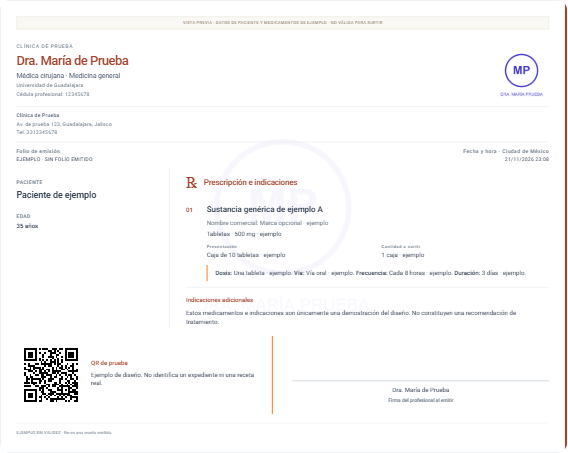 VISTA PREVIA · DATOS DE PACIENTE Y MEDICAMENTOS DE EJEMPLO · NO VÁLIDA PARA SURTIR
CLÍNICA DE PRUEBA
Dra. María de Prueba
Médica cirujana · Medicina general
Universidad de Guadalajara
Cédula profesional: 12345678
MP
DRA. MARÍA PRUEBA
Clínica de Prueba
Av. de prueba 123, Guadalajara, Jalisco
Tel. 3312345678
Folio de emisión
EJEMPLO · SIN FOLIO EMITIDO
Fecha y hora · Ciudad de México
21/11/2026 23:08
PACIENTE
Paciente de ejemplo
EDAD
35 años
℞ Prescripción e indicaciones
01 Sustancia genérica de ejemplo A
Nombre comercial: Marca opcional · ejemplo
Tabletas · 500 mg · ejemplo
Presentación
Caja de 10 tabletas · ejemplo
Cantidad a surtir
1 caja · ejemplo
Dosis: Una tableta · ejemplo. Vía: Vía oral · ejemplo. Frecuencia: Cada 8 horas · ejemplo. Duración: 3 días · ejemplo.
MP
DRA. MARÍA PRUEBA
Indicaciones adicionales
Estos medicamentos e indicaciones son únicamente una demostración del diseño. No constituyen una recomendación de
tratamiento.
QR de prueba
Ejemplo de diseño. No identifica un expediente ni una receta
real.
Dra. María de Prueba
Firma del profesional al emitir
EJEMPLO SIN VALIDEZ · No es una receta emitida.